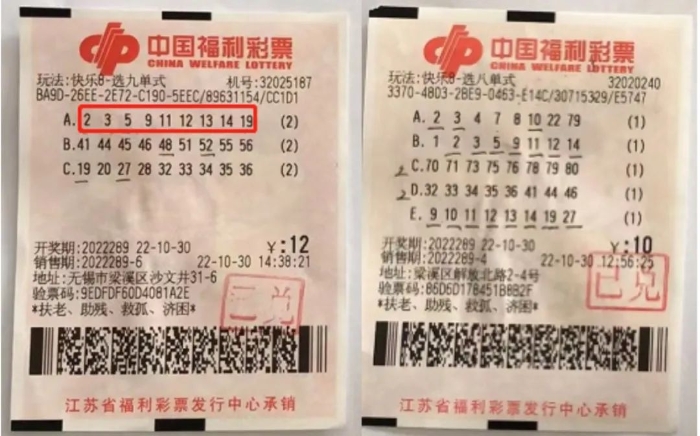 中国福利彩票
CHINA WELFARE LOTTERY
玩法:快乐8-选九单式 机号:32025187
BA9D-26EE-2E72-C190-5EEC/89631154/CC1D1
A. 2 3 5 9 11 12 13 14 19 (2)
B. 41 44 45 46 48 51 52 55 56 (2)
C. 19 20 27 28 32 33 34 35 36 (2)
开奖期:2022289 22-10-30 ¥:12
销售期:2022289-6 22-10-30 14:38:21
地址:无锡市梁溪区沙文井31-6
验票码:9EDFDF60D4081A2E
*扶老、助残、救孤、济困*
已兑
江苏省福利彩票发行中心承销
中国福利彩票
CHINA WELFARE LOTTERY
玩法:快乐8-选八单式 32020240
3370-4803-2BE9-0463-E14C/30715329/E5747
A. 2 3 4 7 8 10 22 79 (1)
B. 1 2 3 5 9 11 12 14 (1)
C. 70 71 73 75 76 78 79 80 (1)
D. 32 33 34 35 36 41 44 46 (1)
E. 9 10 11 12 13 14 19 27 (1)
开奖期:2022289 22-10-30 ¥:10
销售期:2022289-4 22-10-30 12:56:25
地址:梁溪区解放北路2-4号
验票码:86D6D178451B8B2F
*扶老、助残、救孤、济困*
已兑
江苏省福利彩票发行中心承销